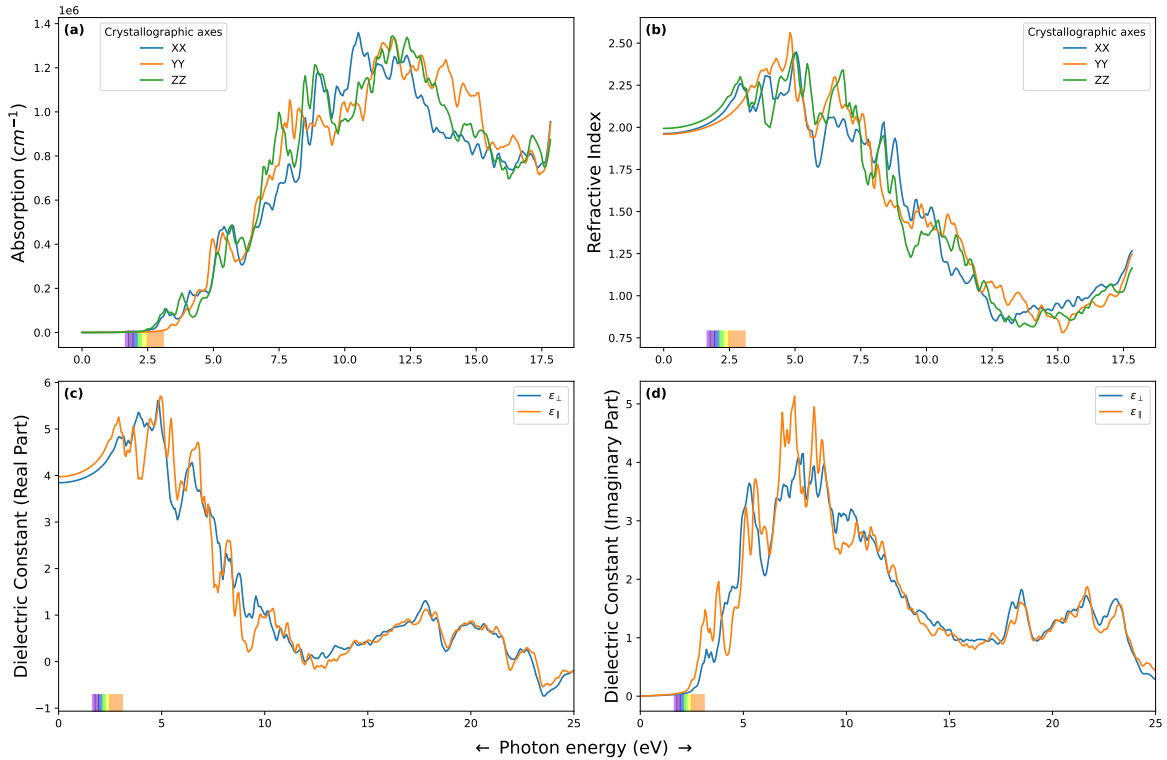 1e6
(a)
Crystallographic axes
XX
YY
ZZ
Absorption (cm⁻¹)
1.4
1.2
1.0
0.8
0.6
0.4
0.2
0.0
0.0 2.5 5.0 7.5 10.0 12.5 15.0 17.5
(b)
Crystallographic axes
XX
YY
ZZ
Refractive Index
2.50
2.25
2.00
1.75
1.50
1.25
1.00
0.75
0.0 2.5 5.0 7.5 10.0 12.5 15.0 17.5
(c)
ε⊥
ε∥
Dielectric Constant (Real Part)
6
5
4
3
2
1
0
−1
0 5 10 15 20 25
(d)
ε⊥
ε∥
Dielectric Constant (Imaginary Part)
5
4
3
2
1
0
0 5 10 15 20 25
← Photon energy (eV) →